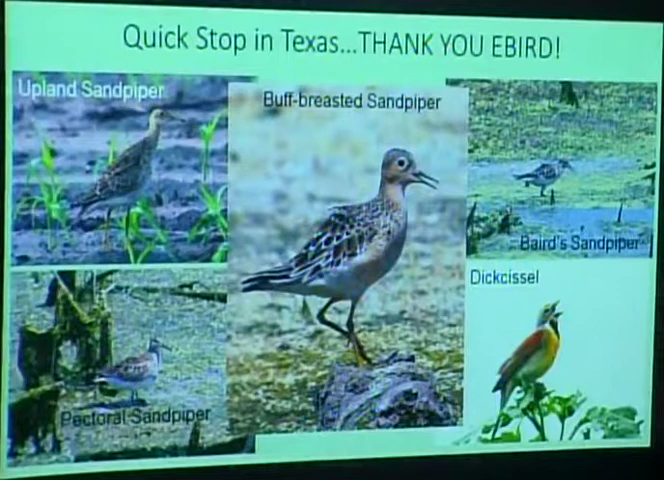 Quick Stop in Texas...THANK YOU EBIRD!
Upland Sandpiper
Buff-breasted Sandpiper
Baird's Sandpiper
Dickcissel
Pectoral Sandpiper